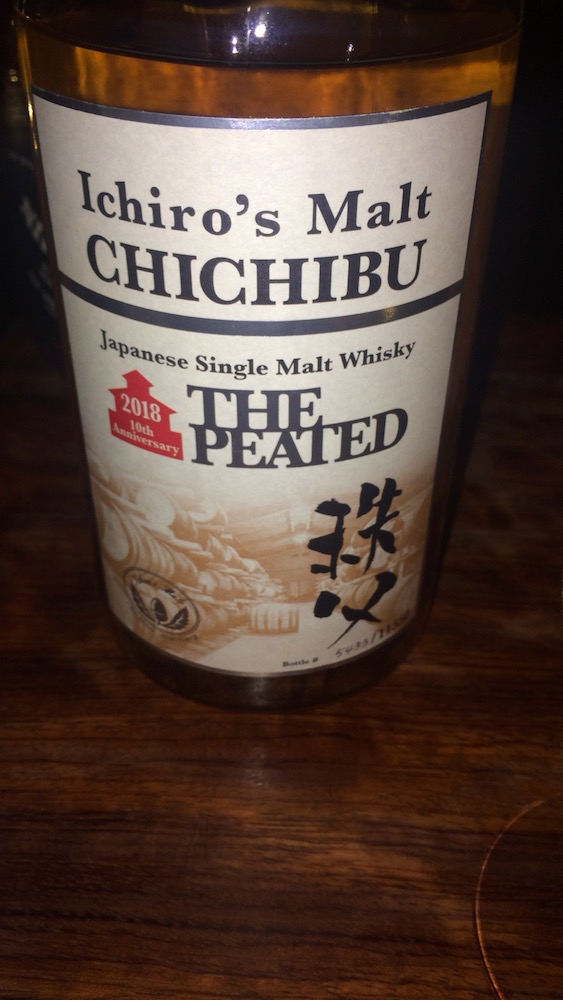 Ichiro's Malt
CHICHIBU
Japanese Single Malt Whisky
2018
10th
Anniversary
THE
PEATED
秩父
Bottle #